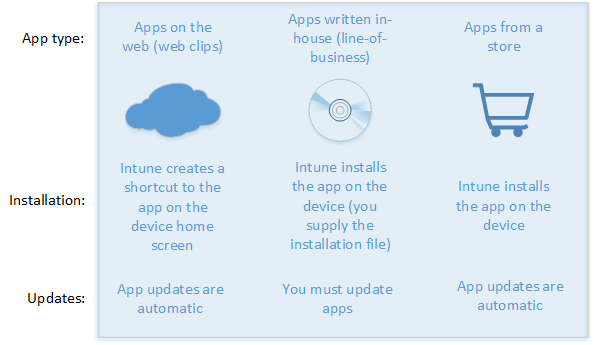 App type:
Apps on the
web (web clips)
Apps written in-
house (line-of-
business)
Apps from a
store
Installation:
Intune creates a
shortcut to the
app on the
device home
screen
Intune installs
the app on the
device (you
supply the
installation file)
Intune installs
the app on the
device
Updates:
App updates are
automatic
You must update
apps
App updates are
automatic